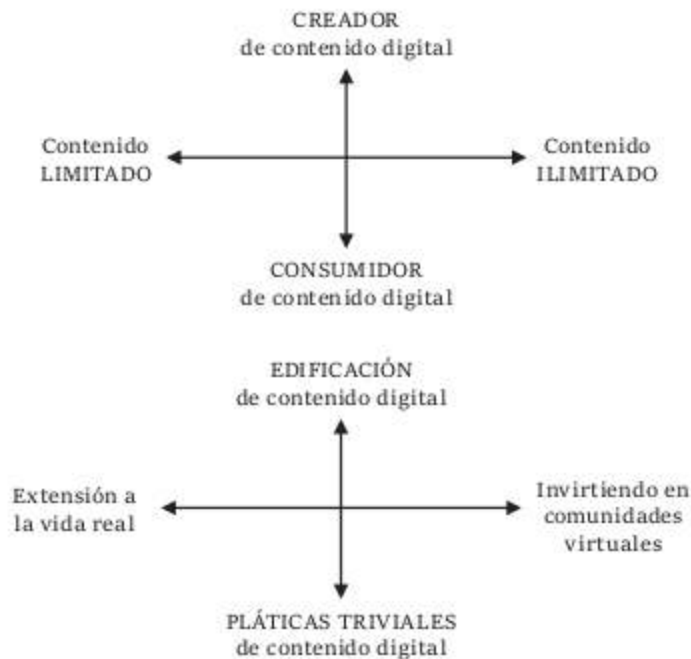 CREADOR
de contenido digital
Contenido
LIMITADO
Contenido
ILIMITADO
CONSUMIDOR
de contenido digital
EDIFICACIÓN
de contenido digital
Extensión a
la vida real
Invirtiendo en
comunidades
virtuales
PLÁTICAS TRIVIALES
de contenido digital